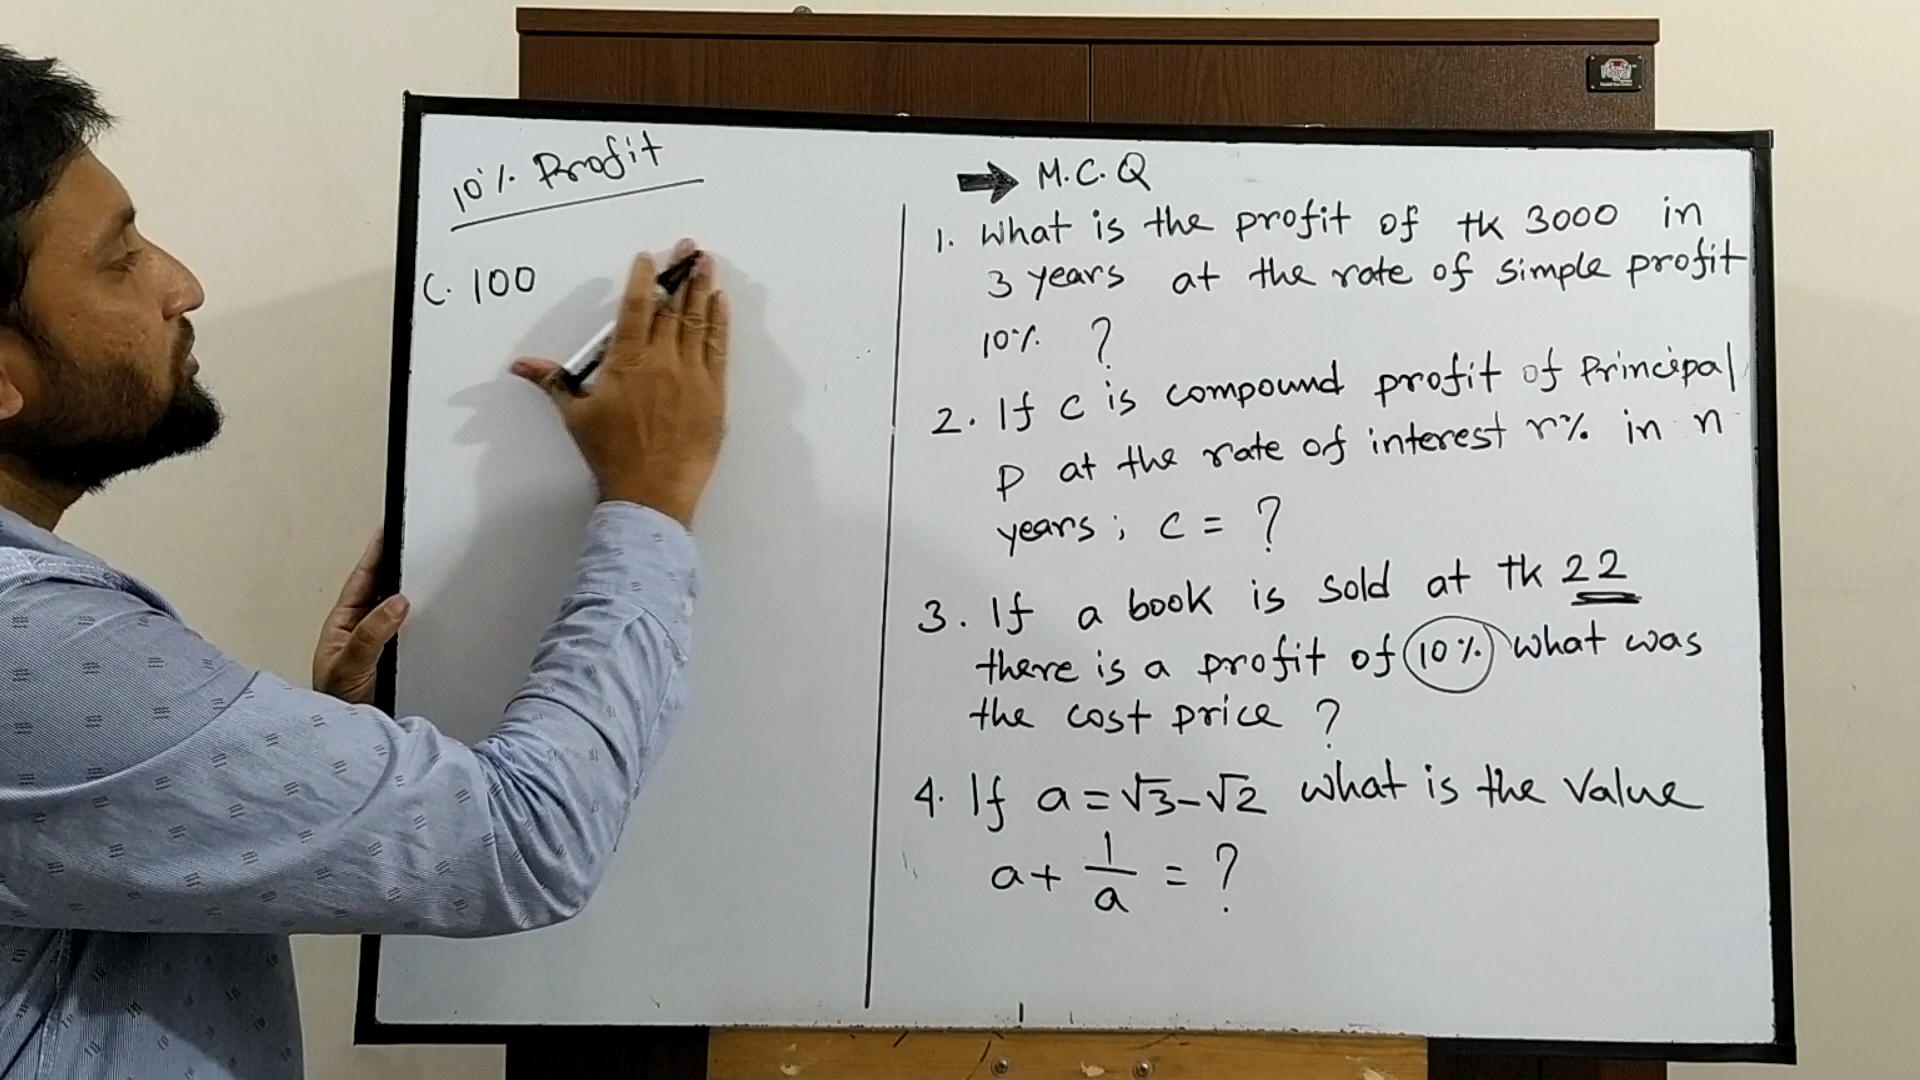 10% Profit
C. 100
M.C.Q
1. What is the profit of tk 3000 in
3 years at the rate of simple profit
10% ?
2. If C is compound profit of Principal
P at the rate of interest r% in n
years; C = ?
3. If a book is sold at tk 22
there is a profit of 10% what was
the cost price ?
4. If a = √3-√2 what is the value
a + 1/a = ?